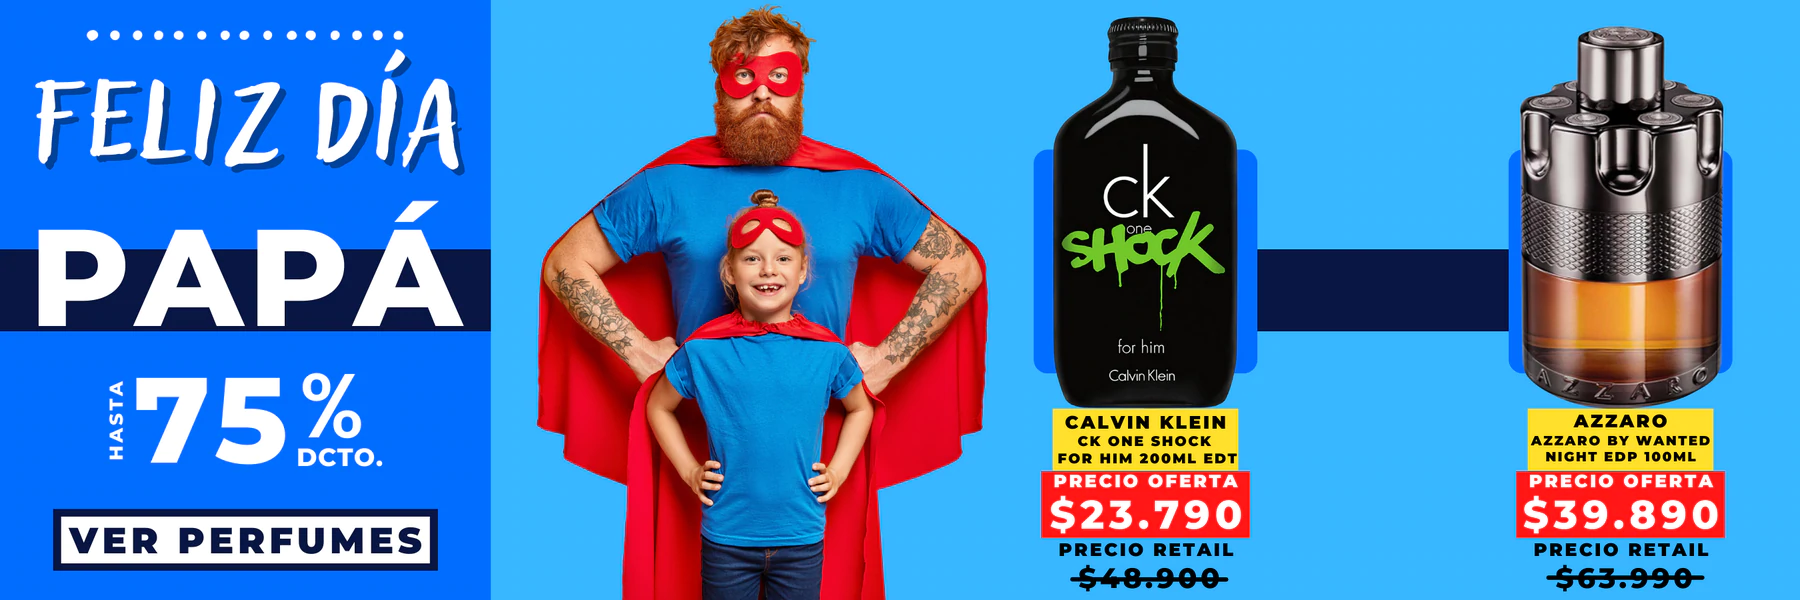 FELIZ DÍA
PAPÁ
HASTA
75%
DCTO.
VER PERFUMES
ck
one
SHOCK
for him
Calvin Klein
CALVIN KLEIN
CK ONE SHOCK
FOR HIM 200ML EDT
PRECIO OFERTA
$23.790
PRECIO RETAIL
$48.900
AZZARO
AZZARO
AZZARO BY WANTED
NIGHT EDP 100ML
PRECIO OFERTA
$39.890
PRECIO RETAIL
$63.990